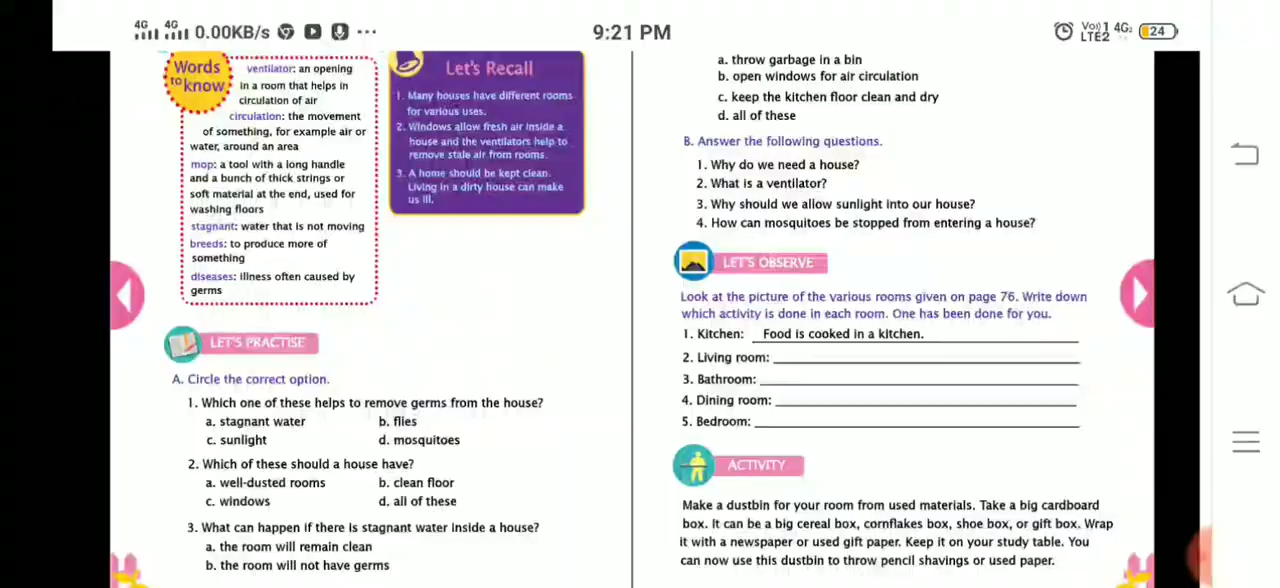 4G 4G 0.00KB/s ... 9:21 PM Vo)) 1 4G2 LTE2 24
Words to know
ventilator: an opening
in a room that helps in
circulation of air
circulation: the movement
of something, for example air or
water, around an area
mop: a tool with a long handle
and a bunch of thick strings or
soft material at the end, used for
washing floors
stagnant: water that is not moving
breeds: to produce more of
something
diseases: illness often caused by
germs
Let's Recall
1. Many houses have different rooms
for various uses.
2. Windows allow fresh air inside a
house and the ventilators help to
remove stale air from rooms.
3. A home should be kept clean.
Living in a dirty house can make
us ill.
LET'S PRACTISE
A. Circle the correct option.
1. Which one of these helps to remove germs from the house?
a. stagnant water b. flies
c. sunlight d. mosquitoes
2. Which of these should a house have?
a. well-dusted rooms b. clean floor
c. windows d. all of these
3. What can happen if there is stagnant water inside a house?
a. the room will remain clean
b. the room will not have germs
a. throw garbage in a bin
b. open windows for air circulation
c. keep the kitchen floor clean and dry
d. all of these
B. Answer the following questions.
1. Why do we need a house?
2. What is a ventilator?
3. Why should we allow sunlight into our house?
4. How can mosquitoes be stopped from entering a house?
LET'S OBSERVE
Look at the picture of the various rooms given on page 76. Write down
which activity is done in each room. One has been done for you.
1. Kitchen: Food is cooked in a kitchen.
2. Living room:
3. Bathroom:
4. Dining room:
5. Bedroom:
ACTIVITY
Make a dustbin for your room from used materials. Take a big cardboard
box. It can be a big cereal box, cornflakes box, shoe box, or gift box. Wrap
it with a newspaper or used gift paper. Keep it on your study table. You
can now use this dustbin to throw pencil shavings or used paper.